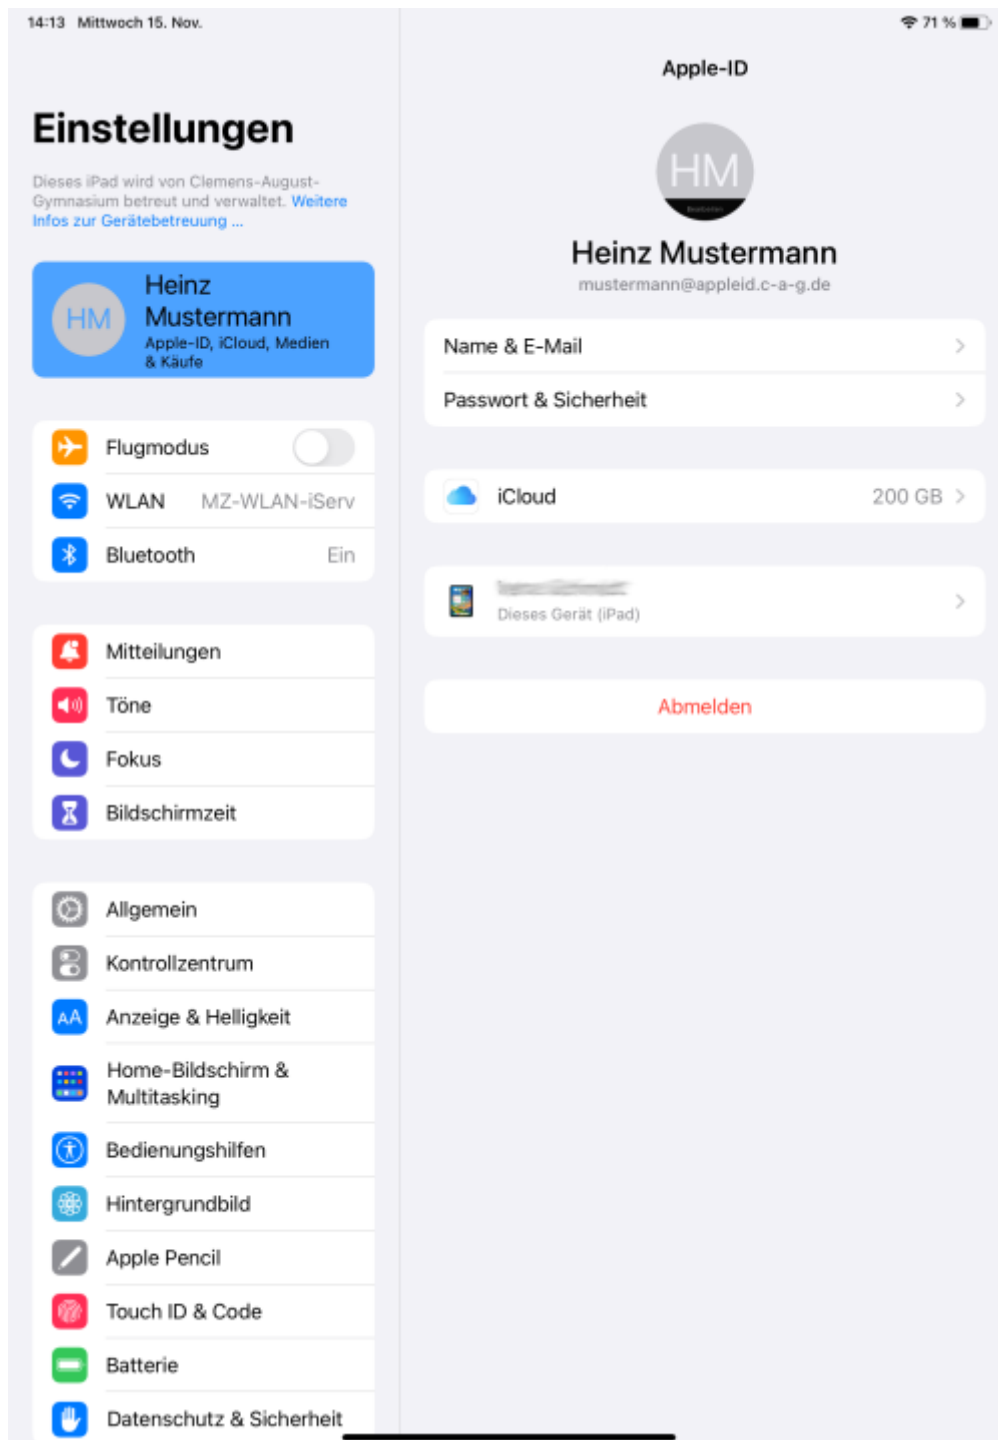 14:13 Mittwoch 15. Nov.
71 %
Einstellungen
Dieses iPad wird von Clemens-August-
Gymnasium betreut und verwaltet. Weitere
Infos zur Gerätebetreuung ...
HM
Heinz
Mustermann
Apple-ID, iCloud, Medien
& Käufe
Flugmodus
WLAN MZ-WLAN-iServ
Bluetooth Ein
Mitteilungen
Töne
Fokus
Bildschirmzeit
Allgemein
Kontrollzentrum
AA Anzeige & Helligkeit
Home-Bildschirm &
Multitasking
Bedienungshilfen
Hintergrundbild
Apple Pencil
Touch ID & Code
Batterie
Datenschutz & Sicherheit
Apple-ID
HM
Bearbeiten
Heinz Mustermann
mustermann@appleid.c-a-g.de
Name & E-Mail
Passwort & Sicherheit
iCloud 200 GB
Dieses Gerät (iPad)
Abmelden